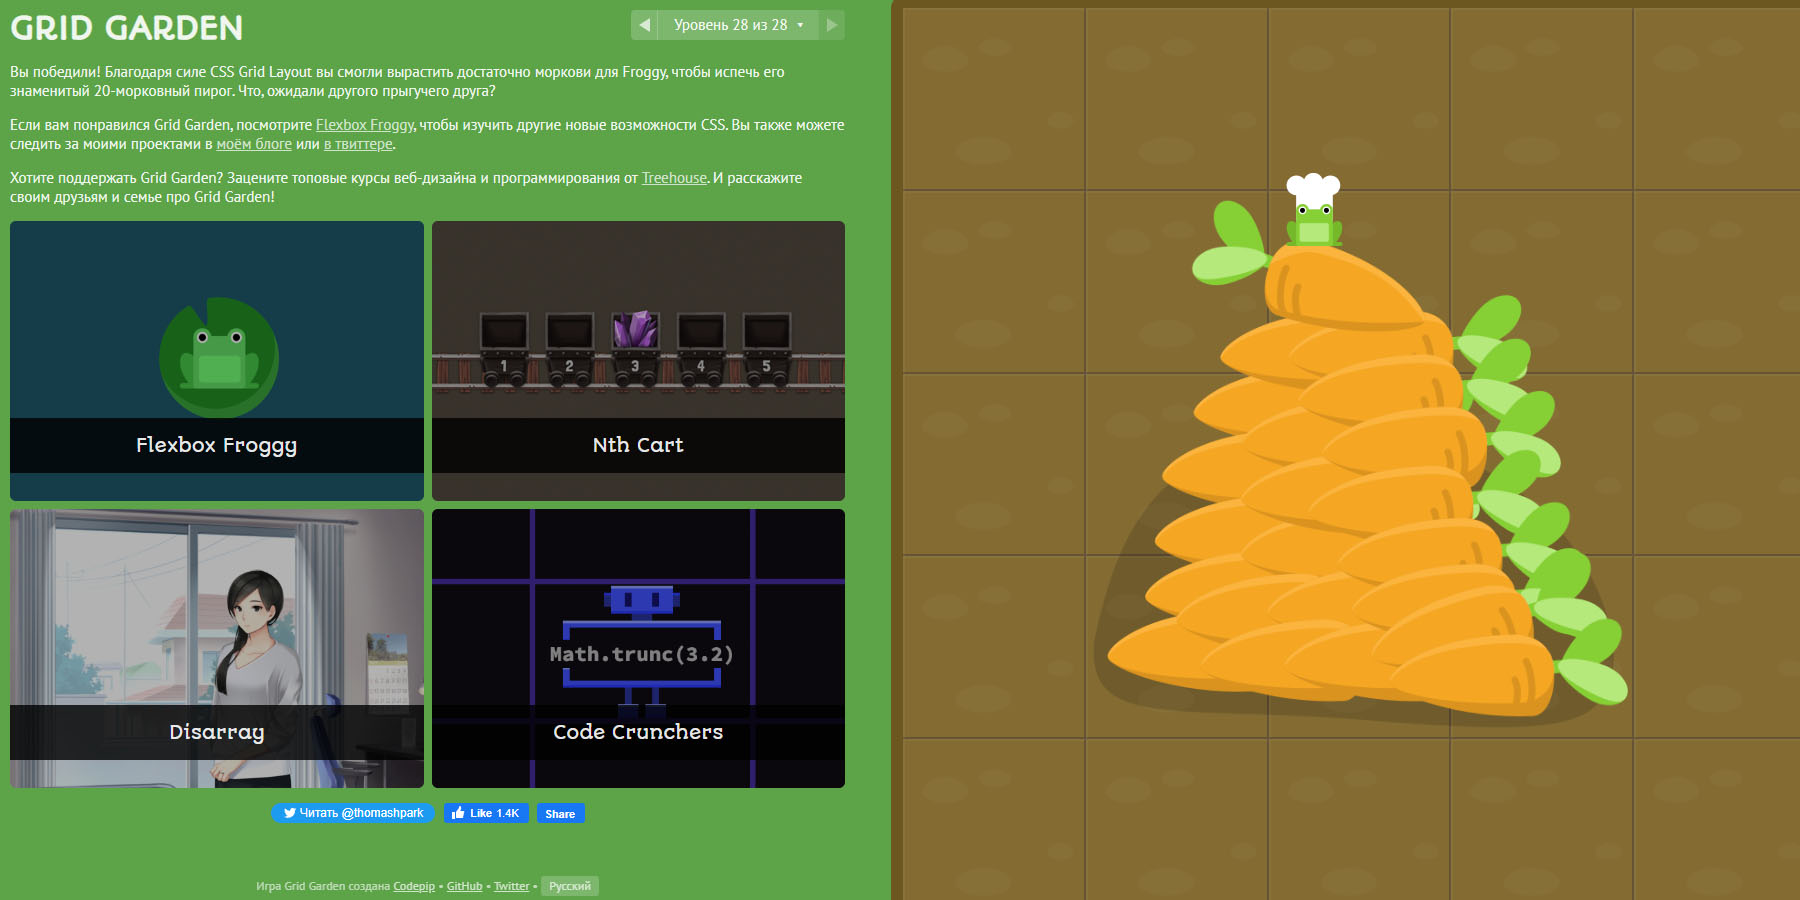 GRID GARDEN
Уровень 28 из 28
Вы победили! Благодаря силе CSS Grid Layout вы смогли вырастить достаточно моркови для Froggy, чтобы испечь его
знаменитый 20-морковный пирог. Что, ожидали другого прыгучего друга?
Если вам понравился Grid Garden, посмотрите Flexbox Froggy, чтобы изучить другие новые возможности CSS. Вы также можете
следить за моими проектами в моём блоге или в твиттере.
Хотите поддержать Grid Garden? Зацените топовые курсы веб-дизайна и программирования от Treehouse. И расскажите
своим друзьям и семье про Grid Garden!
1 2 3 4 5
Flexbox Froggy
Nth Cart
Math.trunc(3.2)
Disarray
Code Crunchers
Читать @thomashpark
Like 1.4K
Share
Игра Grid Garden создана Codepip • GitHub • Twitter • Русский